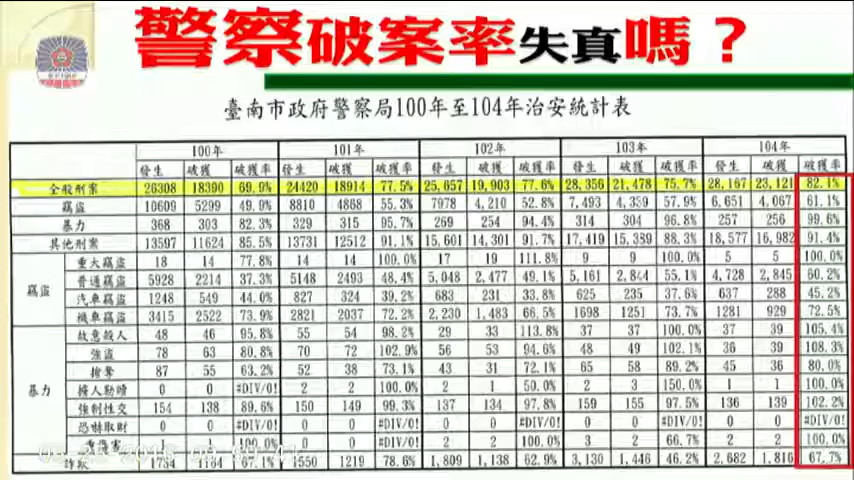 警察破案率失真嗎？
臺南市政府警察局100年至104年治安統計表
100年 101年 102年 103年 104年
發生 破獲 破獲率 發生 破獲 破獲率 發生 破獲 破獲率 發生 破獲 破獲率 發生 破獲 破獲率
全般刑案 26308 18390 69.9% 24420 18914 77.5% 25,657 19,903 77.6% 28,356 21,478 75.7% 28,167 23,121 82.1%
竊盜 10609 5299 49.9% 8810 4868 55.3% 7978 4,210 52.8% 7,493 4,339 57.9% 6,651 4,067 61.1%
暴力 368 303 82.3% 329 315 95.7% 269 254 94.4% 314 304 96.8% 257 256 99.6%
其他刑案 13597 11624 85.5% 13731 12512 91.1% 15,601 14,301 91.7% 17,419 15,389 88.3% 18,577 16,982 91.4%
竊盜
重大竊盜 18 14 77.8% 14 14 100.0% 17 19 111.8% 9 9 100.0% 5 5 100.0%
普通竊盜 5928 2214 37.3% 5148 2493 48.4% 5,048 2,477 49.1% 5,161 2,844 55.1% 4,728 2,845 60.2%
汽車竊盜 1248 549 44.0% 827 324 39.2% 683 231 33.8% 625 235 37.6% 637 288 45.2%
機車竊盜 3415 2522 73.9% 2821 2037 72.2% 2,230 1,483 66.5% 1698 1251 73.7% 1281 929 72.5%
暴力
故意殺人 48 46 95.8% 55 54 98.2% 29 33 113.8% 37 37 100.0% 37 39 105.4%
強盜 78 63 80.8% 70 72 102.9% 56 53 94.6% 48 49 102.1% 36 39 108.3%
搶奪 87 55 63.2% 52 38 73.1% 43 31 72.1% 65 58 89.2% 45 36 80.0%
擄人勒贖 0 0 #DIV/0! 2 2 100.0% 2 1 50.0% 2 3 150.0% 1 1 100.0%
強制性交 154 138 89.6% 150 149 99.3% 137 134 97.8% 159 155 97.5% 136 139 102.2%
恐嚇取財 0 0 #DIV/0! 0 0 #DIV/0! 0 0 #DIV/0! 0 0 #DIV/0! 0 0 #DIV/0!
重傷害 1 1 100.0% 0 0 #DIV/0! 2 2 100.0% 3 2 66.7% 2 2 100.0%
詐欺 1734 1164 67.1% 1550 1219 78.6% 1,809 1,138 62.9% 3,130 1,446 46.2% 2,682 1,816 67.7%